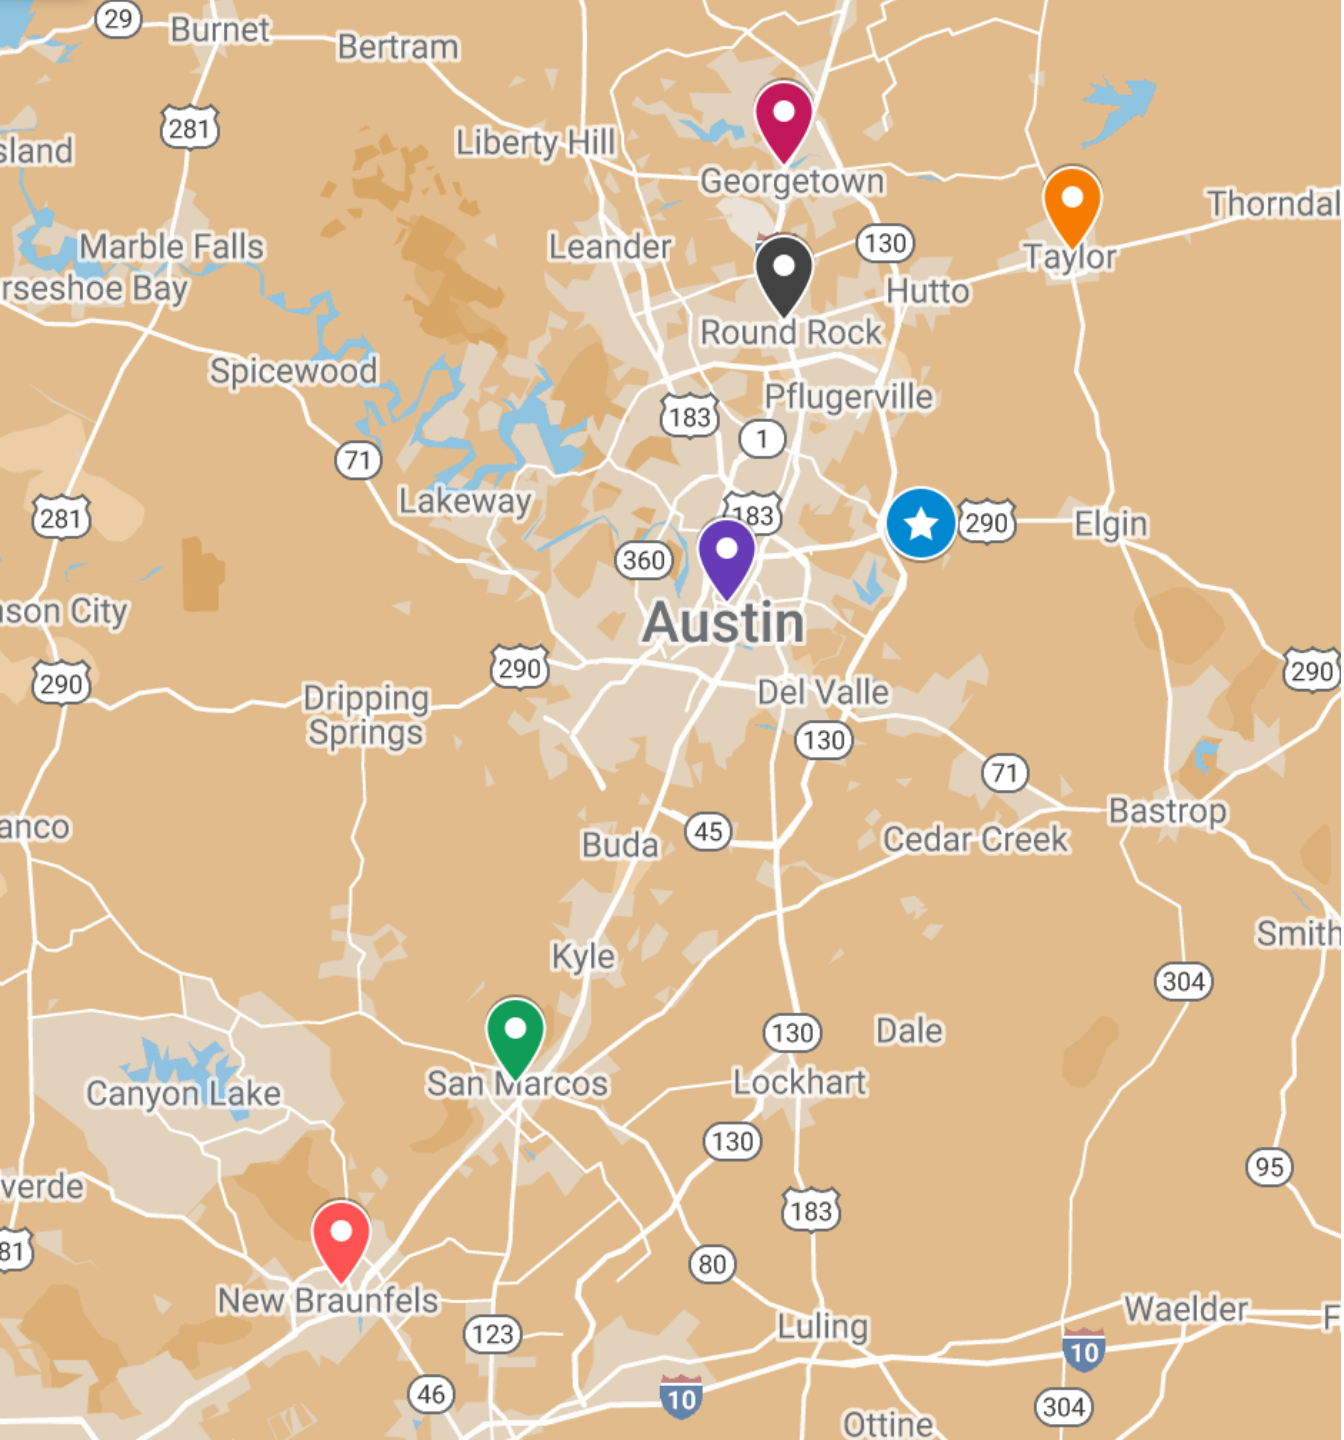 29
Burnet
Bertram
281
Liberty Hill
sland
Georgetown
Thorndal
Marble Falls
Leander
130
Taylor
rseshoe Bay
Hutto
Round Rock
Spicewood
Pflugerville
183
1
71
Lakeway
281
183
290
Elgin
360
nson City
Austin
290
290
290
Dripping
Springs
Del Valle
130
71
Bastrop
anco
45
Buda
Cedar Creek
Smith
Kyle
304
130
Dale
San Marcos
Lockhart
Canyon Lake
130
95
verde
183
81
80
New Braunfels
Waelder
F
Luling
123
10
46
10
304
Ottine